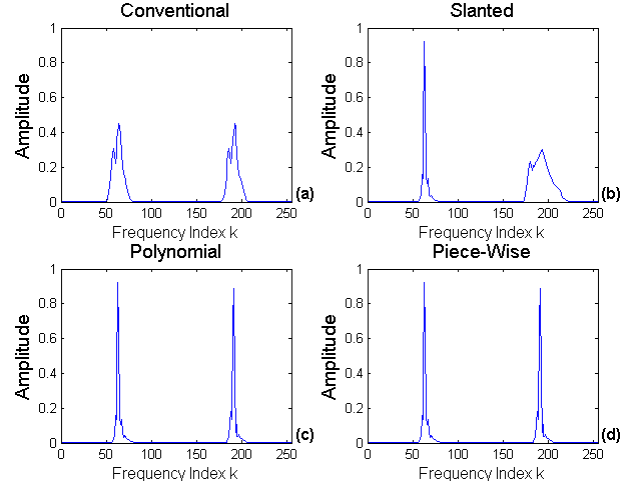 Conventional
Slanted
1
0.8
0.6
0.4
0.2
0
Amplitude
0 50 100 150 200 250
Frequency Index k
(a)
1
0.8
0.6
0.4
0.2
0
Amplitude
0 50 100 150 200 250
Frequency Index k
(b)
Polynomial
Piece-Wise
1
0.8
0.6
0.4
0.2
0
Amplitude
0 50 100 150 200 250
Frequency Index k
(c)
1
0.8
0.6
0.4
0.2
0
Amplitude
0 50 100 150 200 250
Frequency Index k
(d)